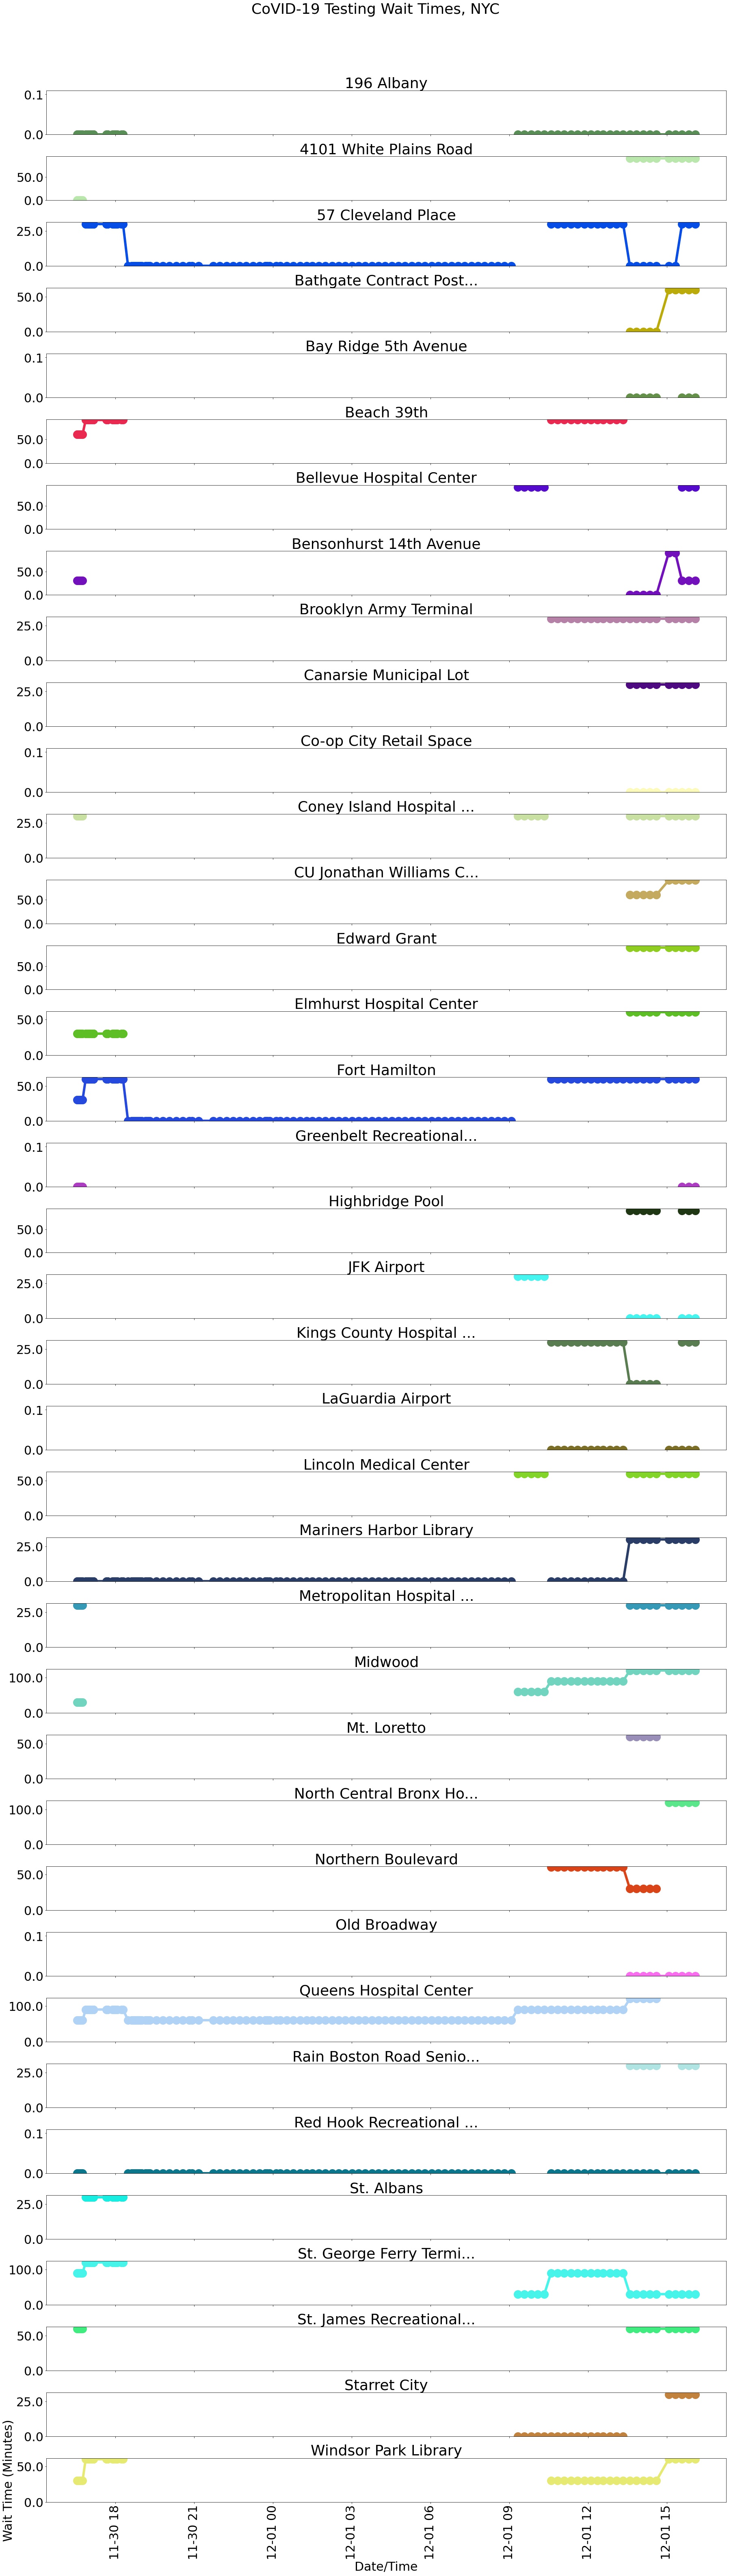 CoVID-19 Testing Wait Times, NYC
196 Albany
0.1
0.0
4101 White Plains Road
50.0
0.0
57 Cleveland Place
25.0
0.0
Bathgate Contract Post...
50.0
0.0
Bay Ridge 5th Avenue
0.1
0.0
Beach 39th
50.0
0.0
Bellevue Hospital Center
50.0
0.0
Bensonhurst 14th Avenue
50.0
0.0
Brooklyn Army Terminal
25.0
0.0
Canarsie Municipal Lot
25.0
0.0
Co-op City Retail Space
0.1
0.0
Coney Island Hospital ...
25.0
0.0
CU Jonathan Williams C...
50.0
0.0
Edward Grant
50.0
0.0
Elmhurst Hospital Center
50.0
0.0
Fort Hamilton
50.0
0.0
Greenbelt Recreational...
0.1
0.0
Highbridge Pool
50.0
0.0
JFK Airport
25.0
0.0
Kings County Hospital ...
25.0
0.0
LaGuardia Airport
0.1
0.0
Lincoln Medical Center
50.0
0.0
Mariners Harbor Library
25.0
0.0
Metropolitan Hospital ...
25.0
0.0
Midwood
100.0
0.0
Mt. Loretto
50.0
0.0
North Central Bronx Ho...
100.0
0.0
Northern Boulevard
50.0
0.0
Old Broadway
0.1
0.0
Queens Hospital Center
100.0
0.0
Rain Boston Road Senio...
25.0
0.0
Red Hook Recreational ...
0.1
0.0
St. Albans
25.0
0.0
St. George Ferry Termi...
100.0
0.0
St. James Recreational...
50.0
0.0
Starret City
25.0
0.0
Windsor Park Library
50.0
0.0
Wait Time (Minutes)
11-30 18
11-30 21
12-01 00
12-01 03
12-01 06
12-01 09
12-01 12
12-01 15
Date/Time